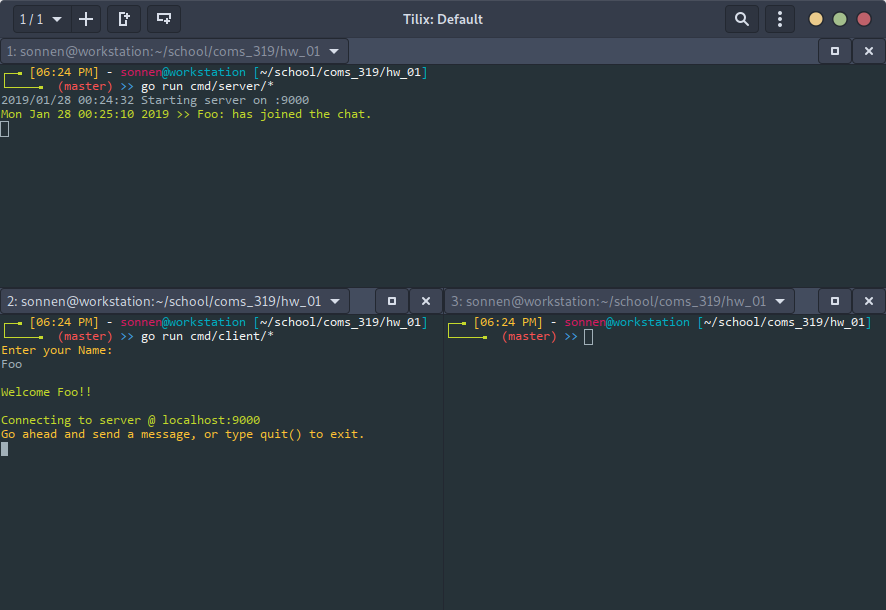 1 / 1
Tilix: Default
1: sonnen@workstation:~/school/coms_319/hw_01
[06:24 PM] - sonnen@workstation [~/school/coms_319/hw_01]
(master) >> go run cmd/server/*
2019/01/28 00:24:32 Starting server on :9000
Mon Jan 28 00:25:10 2019 >> Foo: has joined the chat.
2: sonnen@workstation:~/school/coms_319/hw_01
[06:24 PM] - sonnen@workstation [~/school/coms_319/hw_01]
(master) >> go run cmd/client/*
Enter your Name:
Foo
Welcome Foo!!
Connecting to server @ localhost:9000
Go ahead and send a message, or type quit() to exit.
3: sonnen@workstation:~/school/coms_319/hw_01
[06:24 PM] - sonnen@workstation [~/school/coms_319/hw_01]
(master) >>